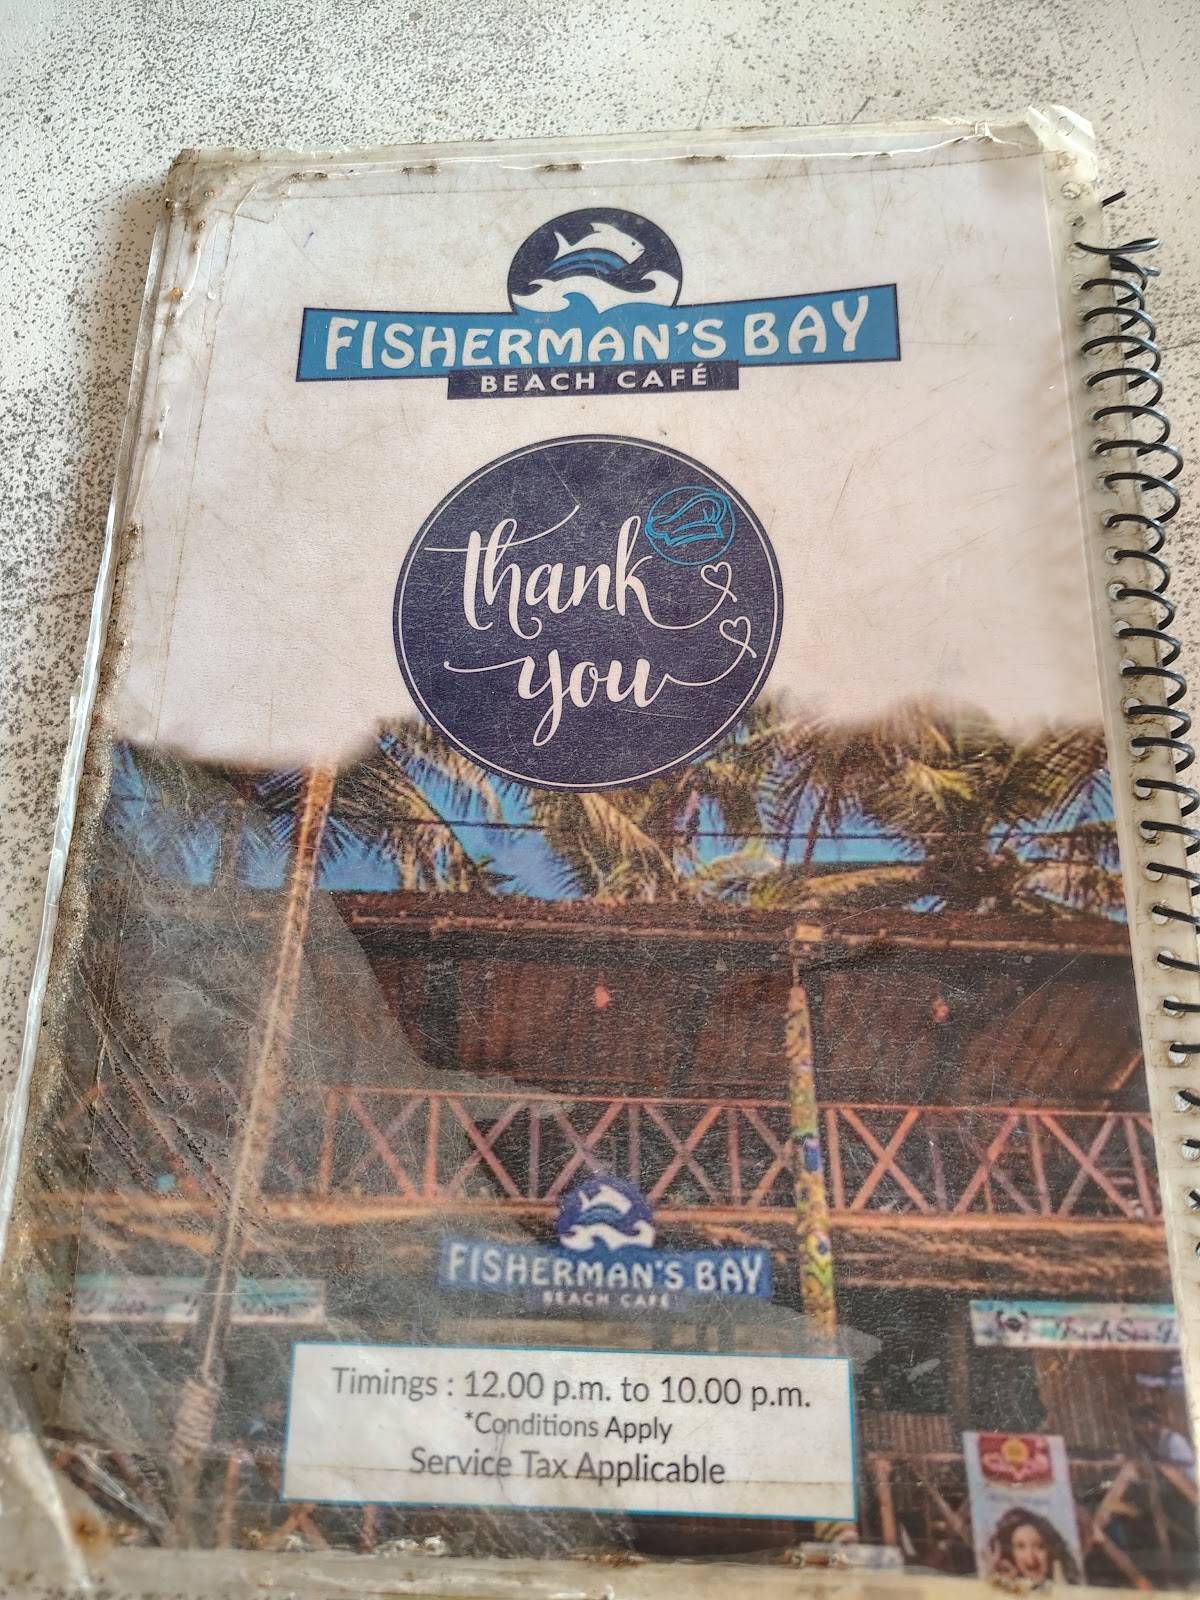 FISHERMAN'S BAY
BEACH CAFÉ
thank
you
FISHERMAN'S BAY
BEACH CAFE
Timings : 12.00 p.m. to 10.00 p.m.
*Conditions Apply
Service Tax Applicable